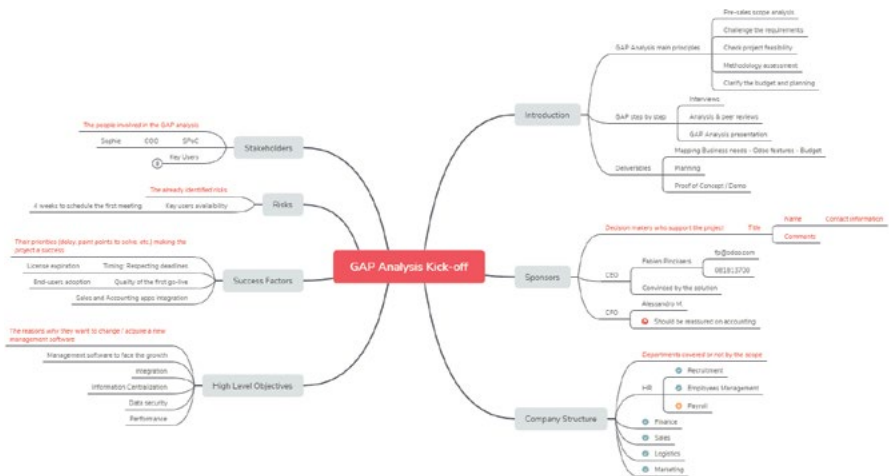 GAP Analysis Kick-off
Stakeholders
The people involved in the GAP analysis
Sophie COO SPoC
Key Users
Risks
The already identified risks
4 weeks to schedule the first meeting Key users availability
Success Factors
Their priorities (delay, paint points to solve, etc.) making the
project a success
License expiration Timing: Respecting deadlines
End-users adoption Quality of the first go-live
Sales and Accounting apps integration
High Level Objectives
The reasons why they want to change / acquire a new
management software
Management software to face the growth
Integration
Information Centralization
Data security
Performance
Introduction
GAP Analysis main principles
Pre-sales scope analysis
Challenge the requirements
Check project feasibility
Methodology assessment
Clarify the budget and planning
GAP step by step
Interviews
Analysis & peer reviews
GAP Analysis presentation
Deliverables
Mapping Business needs - Odoo features - Budget
Planning
Proof of Concept / Demo
Sponsors
Decision makers who support the project Title
Name Contact information
Comments
CEO
Fabien Pinckaers
fp@odoo.com
Convinced by the solution
CFO
Alessandro M.
Should be reassured on accounting
Company Structure
Departments covered or not by the scope
HR
Recruitment
Employees Management
Payroll
Finance
Sales
Logistics
Marketing